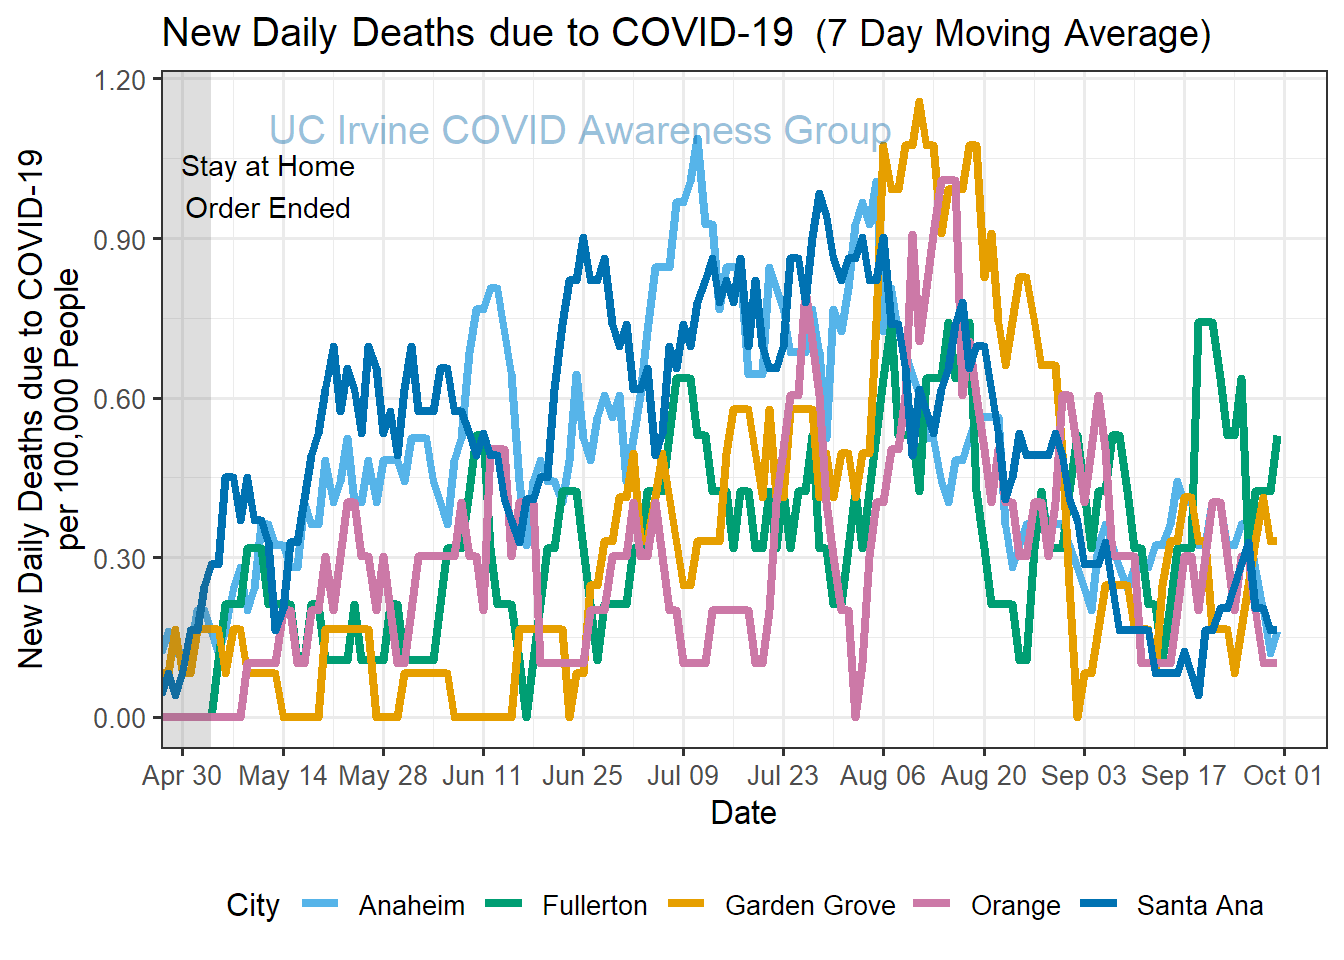 New Daily Deaths due to COVID-19 (7 Day Moving Average)
UC Irvine COVID Awareness Group
Stay at Home
Order Ended
New Daily Deaths due to COVID-19
per 100,000 People
1.20
0.90
0.60
0.30
0.00
Apr 30 May 14 May 28 Jun 11 Jun 25 Jul 09 Jul 23 Aug 06 Aug 20 Sep 03 Sep 17 Oct 01
Date
City Anaheim Fullerton Garden Grove Orange Santa Ana